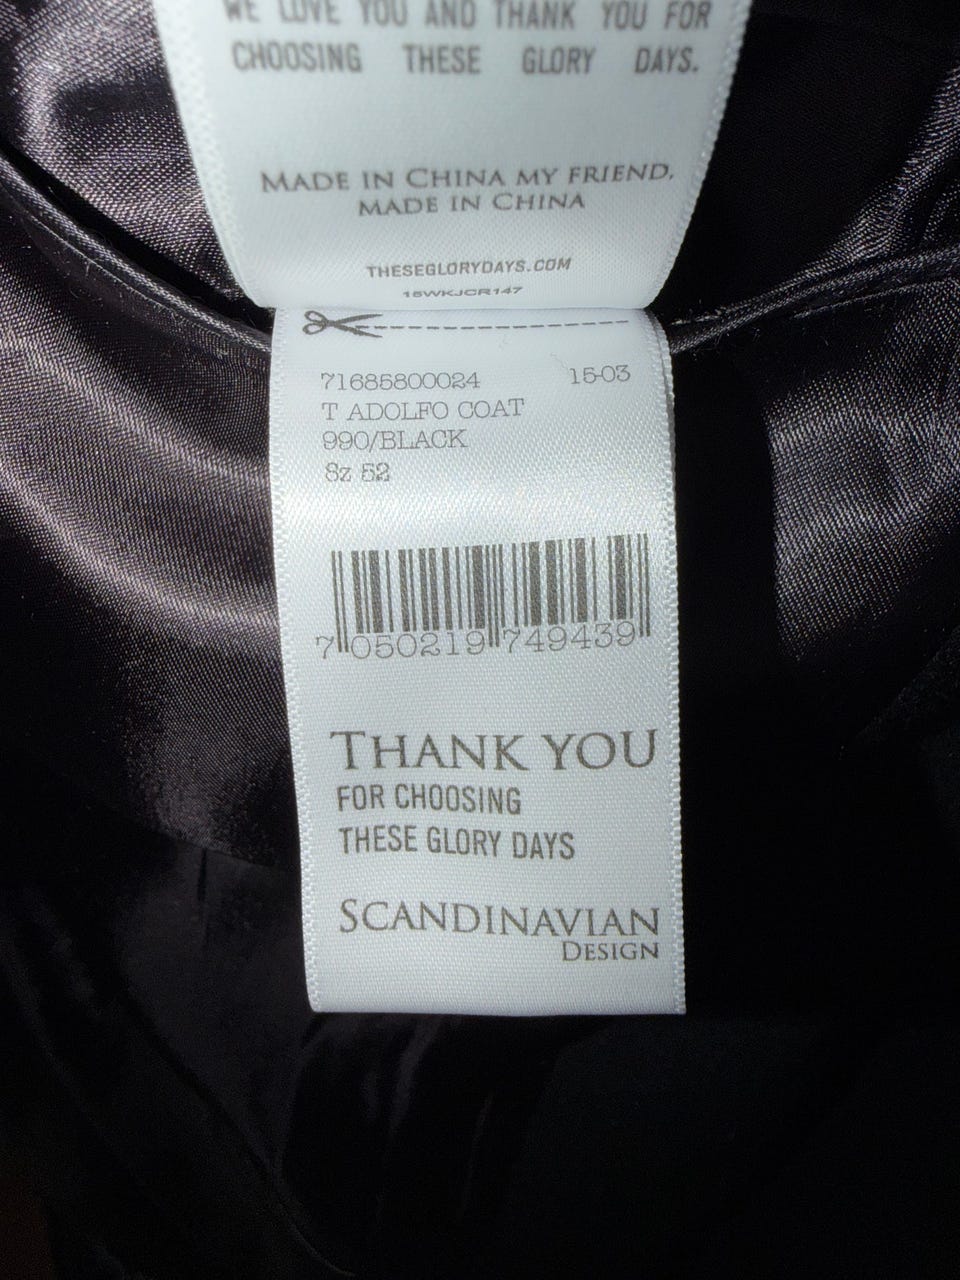 WE LOVE YOU AND THANK YOU FOR
CHOOSING THESE GLORY DAYS.
MADE IN CHINA MY FRIEND,
MADE IN CHINA
THESEGLORYDAYS.COM
15WKJCR147
71685800024 15-03
T ADOLFO COAT
990/BLACK
Sz 52
7 050219 749439
THANK YOU
FOR CHOOSING
THESE GLORY DAYS
SCANDINAVIAN
DESIGN